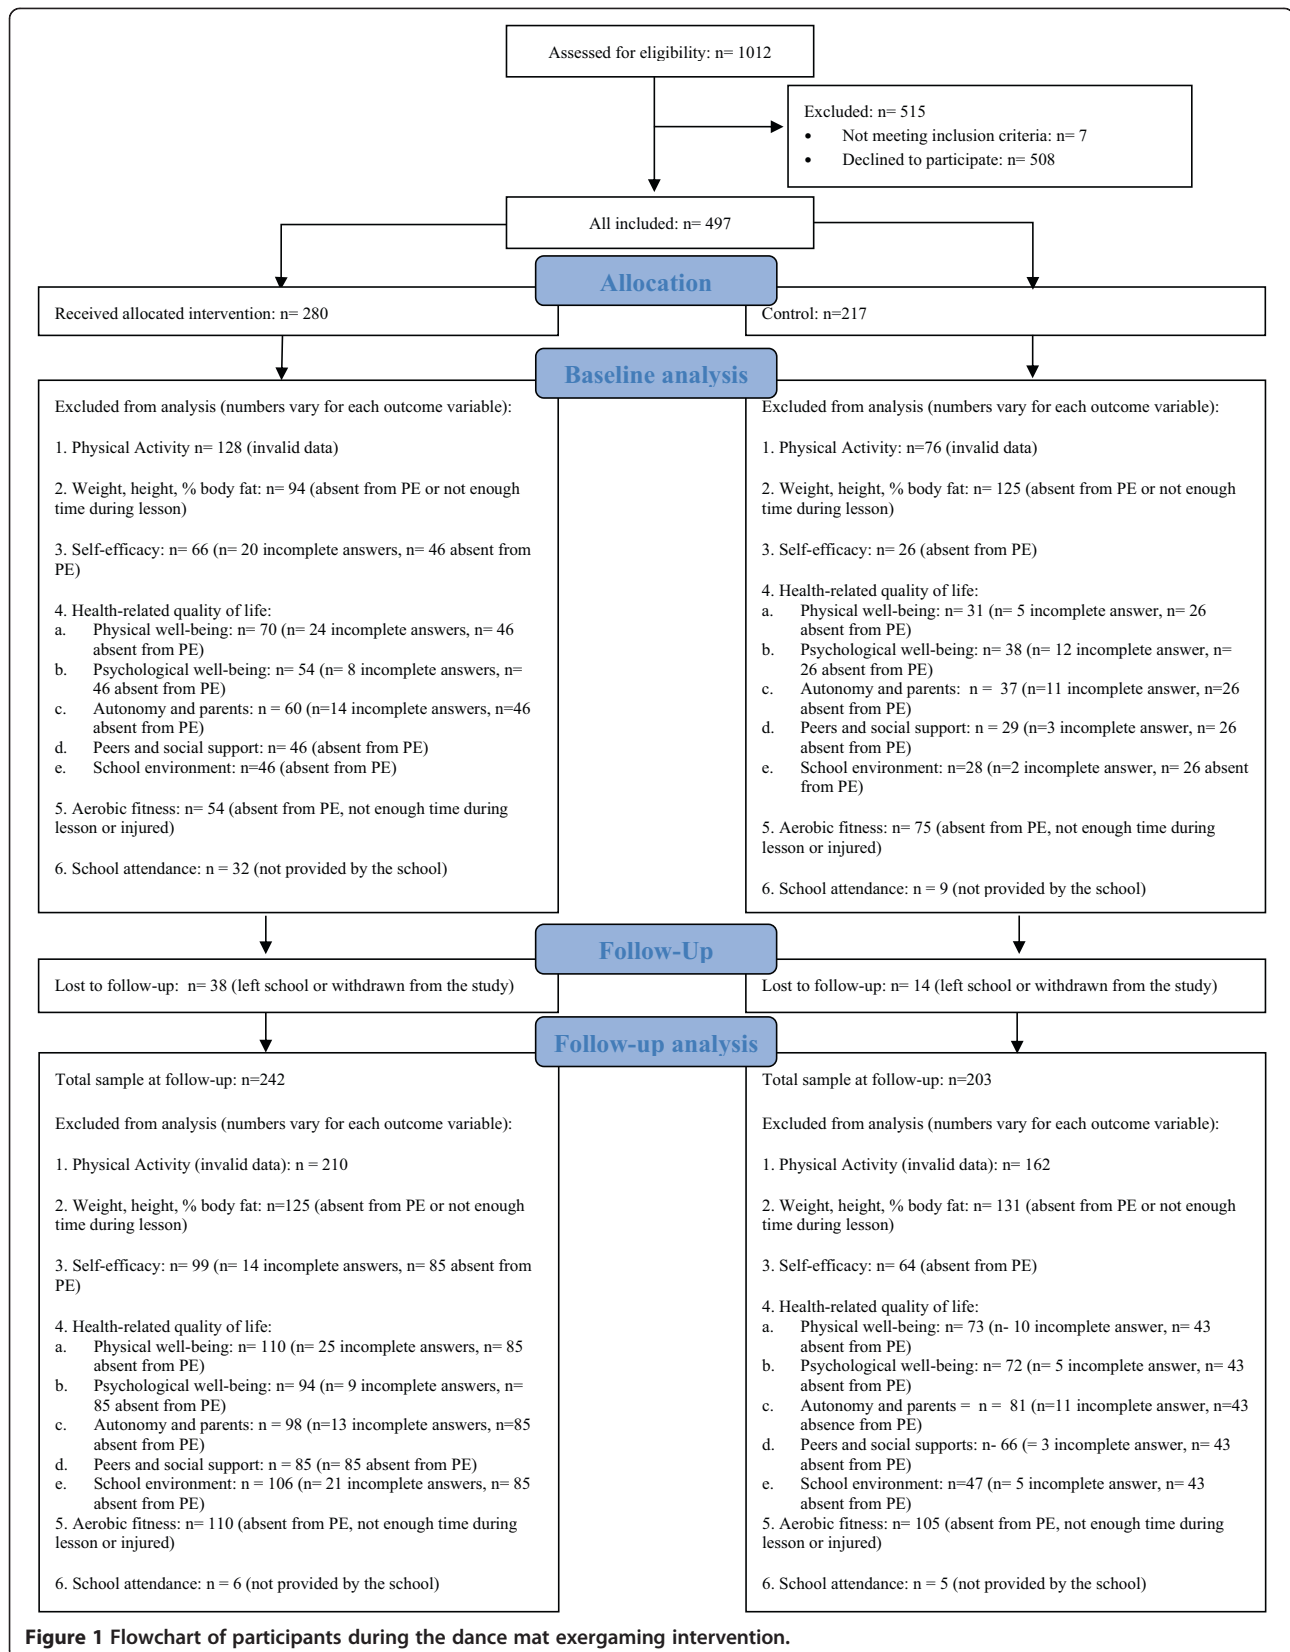 Assessed for eligibility: n= 1012
Excluded: n= 515
• Not meeting inclusion criteria: n= 7
• Declined to participate: n= 508
All included: n= 497
Allocation
Received allocated intervention: n= 280
Control: n=217
Baseline analysis
Excluded from analysis (numbers vary for each outcome variable):
1. Physical Activity n= 128 (invalid data)
2. Weight, height, % body fat: n= 94 (absent from PE or not enough
time during lesson)
3. Self-efficacy: n= 66 (n= 20 incomplete answers, n= 46 absent from
PE)
4. Health-related quality of life:
a. Physical well-being: n= 70 (n= 24 incomplete answers, n= 46
absent from PE)
b. Psychological well-being: n= 54 (n= 8 incomplete answers, n=
46 absent from PE)
c. Autonomy and parents: n = 60 (n=14 incomplete answers, n=46
absent from PE)
d. Peers and social support: n= 46 (absent from PE)
e. School environment: n=46 (absent from PE)
5. Aerobic fitness: n= 54 (absent from PE, not enough time during
lesson or injured)
6. School attendance: n = 32 (not provided by the school)
Excluded from analysis (numbers vary for each outcome variable):
1. Physical Activity: n=76 (invalid data)
2. Weight, height, % body fat: n= 125 (absent from PE or not enough
time during lesson)
3. Self-efficacy: n= 26 (absent from PE)
4. Health-related quality of life:
a. Physical well-being: n= 31 (n= 5 incomplete answer, n= 26
absent from PE)
b. Psychological well-being: n= 38 (n= 12 incomplete answer, n=
26 absent from PE)
c. Autonomy and parents: n = 37 (n=11 incomplete answer, n=26
absent from PE)
d. Peers and social support: n = 29 (n=3 incomplete answer, n= 26
absent from PE)
e. School environment: n=28 (n=2 incomplete answer, n= 26 absent
from PE)
5. Aerobic fitness: n= 75 (absent from PE, not enough time during
lesson or injured)
6. School attendance: n = 9 (not provided by the school)
Follow-Up
Lost to follow-up: n= 38 (left school or withdrawn from the study)
Lost to follow-up: n= 14 (left school or withdrawn from the study)
Follow-up analysis
Total sample at follow-up: n=242
Excluded from analysis (numbers vary for each outcome variable):
1. Physical Activity (invalid data): n = 210
2. Weight, height, % body fat: n=125 (absent from PE or not enough
time during lesson)
3. Self-efficacy: n= 99 (n= 14 incomplete answers, n= 85 absent from
PE)
4. Health-related quality of life:
a. Physical well-being: n= 110 (n= 25 incomplete answers, n= 85
absent from PE)
b. Psychological well-being: n= 94 (n= 9 incomplete answers, n=
85 absent from PE)
c. Autonomy and parents: n = 98 (n=13 incomplete answers, n=85
absent from PE)
d. Peers and social support: n = 85 (n= 85 absent from PE)
e. School environment: n = 106 (n= 21 incomplete answers, n= 85
absent from PE)
5. Aerobic fitness: n= 110 (absent from PE, not enough time during
lesson or injured)
6. School attendance: n = 6 (not provided by the school)
Total sample at follow-up: n=203
Excluded from analysis (numbers vary for each outcome variable):
1. Physical Activity (invalid data): n= 162
2. Weight, height, % body fat: n= 131 (absent from PE or not enough
time during lesson)
3. Self-efficacy: n= 64 (absent from PE)
4. Health-related quality of life:
a. Physical well-being: n= 73 (n- 10 incomplete answer, n= 43
absent from PE)
b. Psychological well-being: n= 72 (n= 5 incomplete answer, n= 43
absent from PE)
c. Autonomy and parents = n = 81 (n=11 incomplete answer, n=43
absence from PE)
d. Peers and social supports: n- 66 (= 3 incomplete answer, n= 43
absent from PE)
e. School environment: n=47 (n= 5 incomplete answer, n= 43
absent from PE)
5. Aerobic fitness: n= 105 (absent from PE, not enough time during
lesson or injured)
6. School attendance: n = 5 (not provided by the school)
Figure 1 Flowchart of participants during the dance mat exergaming intervention.